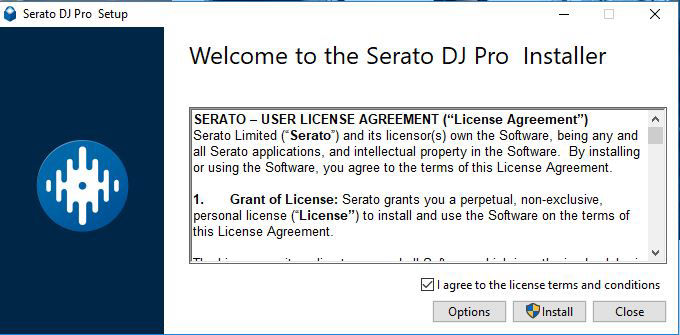 Serato DJ Pro Setup
Welcome to the Serato DJ Pro Installer
SERATO – USER LICENSE AGREEMENT (“License Agreement”)
Serato Limited (“Serato”) and its licensor(s) own the Software, being any and
all Serato applications, and intellectual property in the Software. By installing
or using the Software, you agree to the terms of this License Agreement.
1. Grant of License: Serato grants you a perpetual, non-exclusive,
personal license (“License”) to install and use the Software on the terms of
this License Agreement.
I agree to the license terms and conditions
Options Install Close